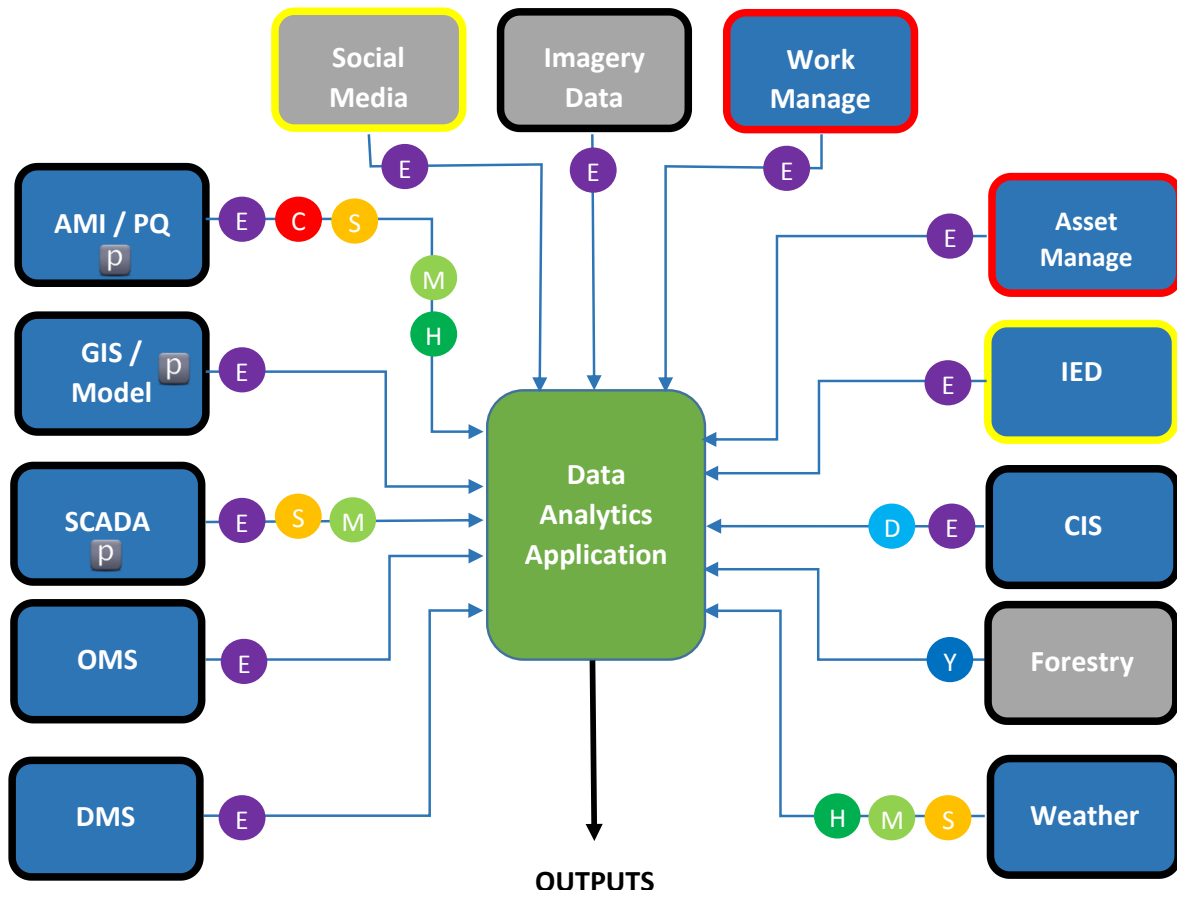 Social
Media
E
Imagery
Data
E
Work
Manage
E
AMI / PQ
p
E C S
M
H
Asset
Manage
E
GIS /
Model
p
E
IED
E
SCADA
p
E S M
Data
Analytics
Application
CIS
D E
OMS
E
Forestry
Y
DMS
E
Weather
H M S
OUTPUTS